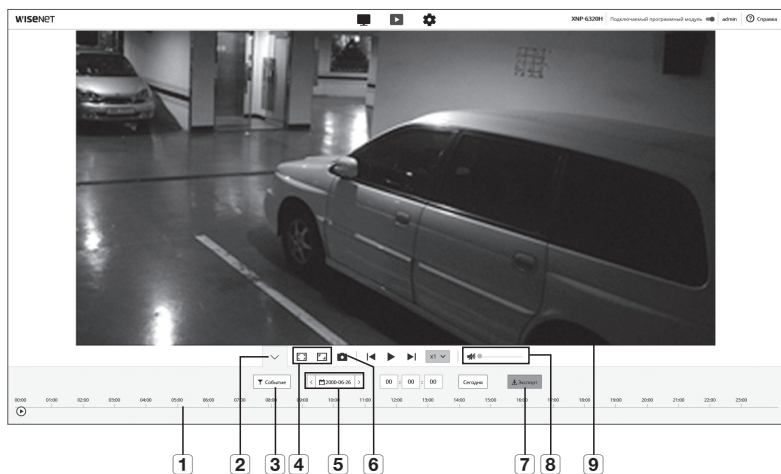 WISENET XNP-6320H Подключаемый программный модуль admin Справка
x1
Событие 2000-06-26 00 : 00 : 00 Сегодня Экспорт
00:00 01:00 02:00 03:00 04:00 05:00 06:00 07:00 08:00 09:00 10:00 11:00 12:00 13:00 14:00 15:00 16:00 17:00 18:00 19:00 20:00 21:00 22:00 23:00
1 2 3 4 5 6 7 8 9